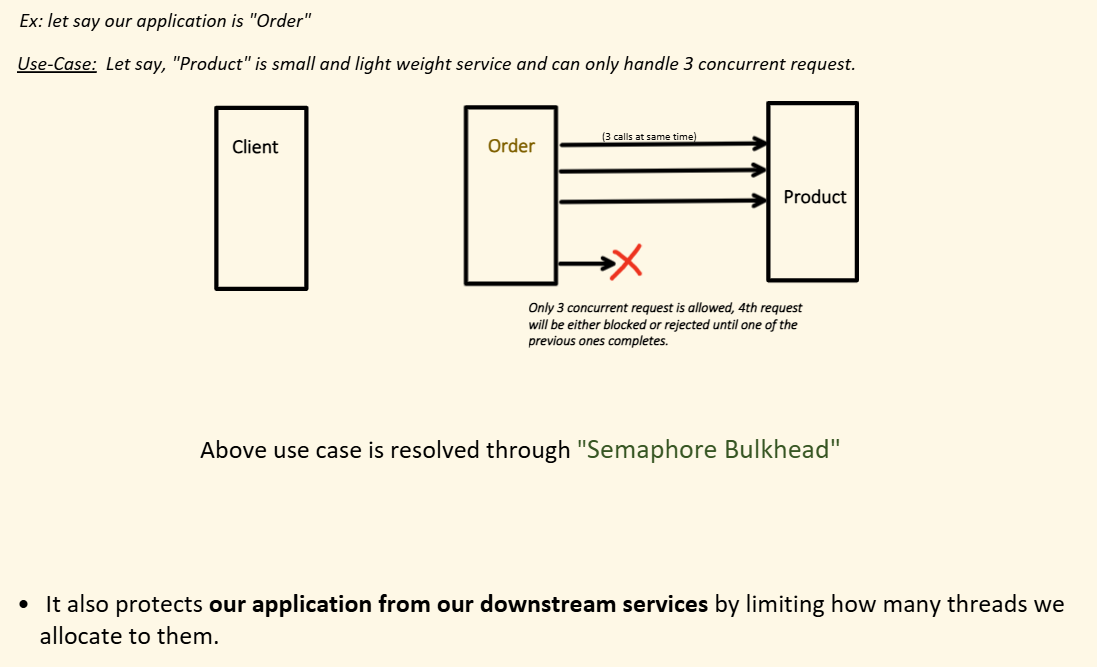 Ex: let say our application is "Order"
Use-Case: Let say, "Product" is small and light weight service and can only handle 3 concurrent request.
Client
Order
(3 calls at same time)
Product
Only 3 concurrent request is allowed, 4th request
will be either blocked or rejected until one of the
previous ones completes.
Above use case is resolved through "Semaphore Bulkhead"
• It also protects our application from our downstream services by limiting how many threads we
allocate to them.